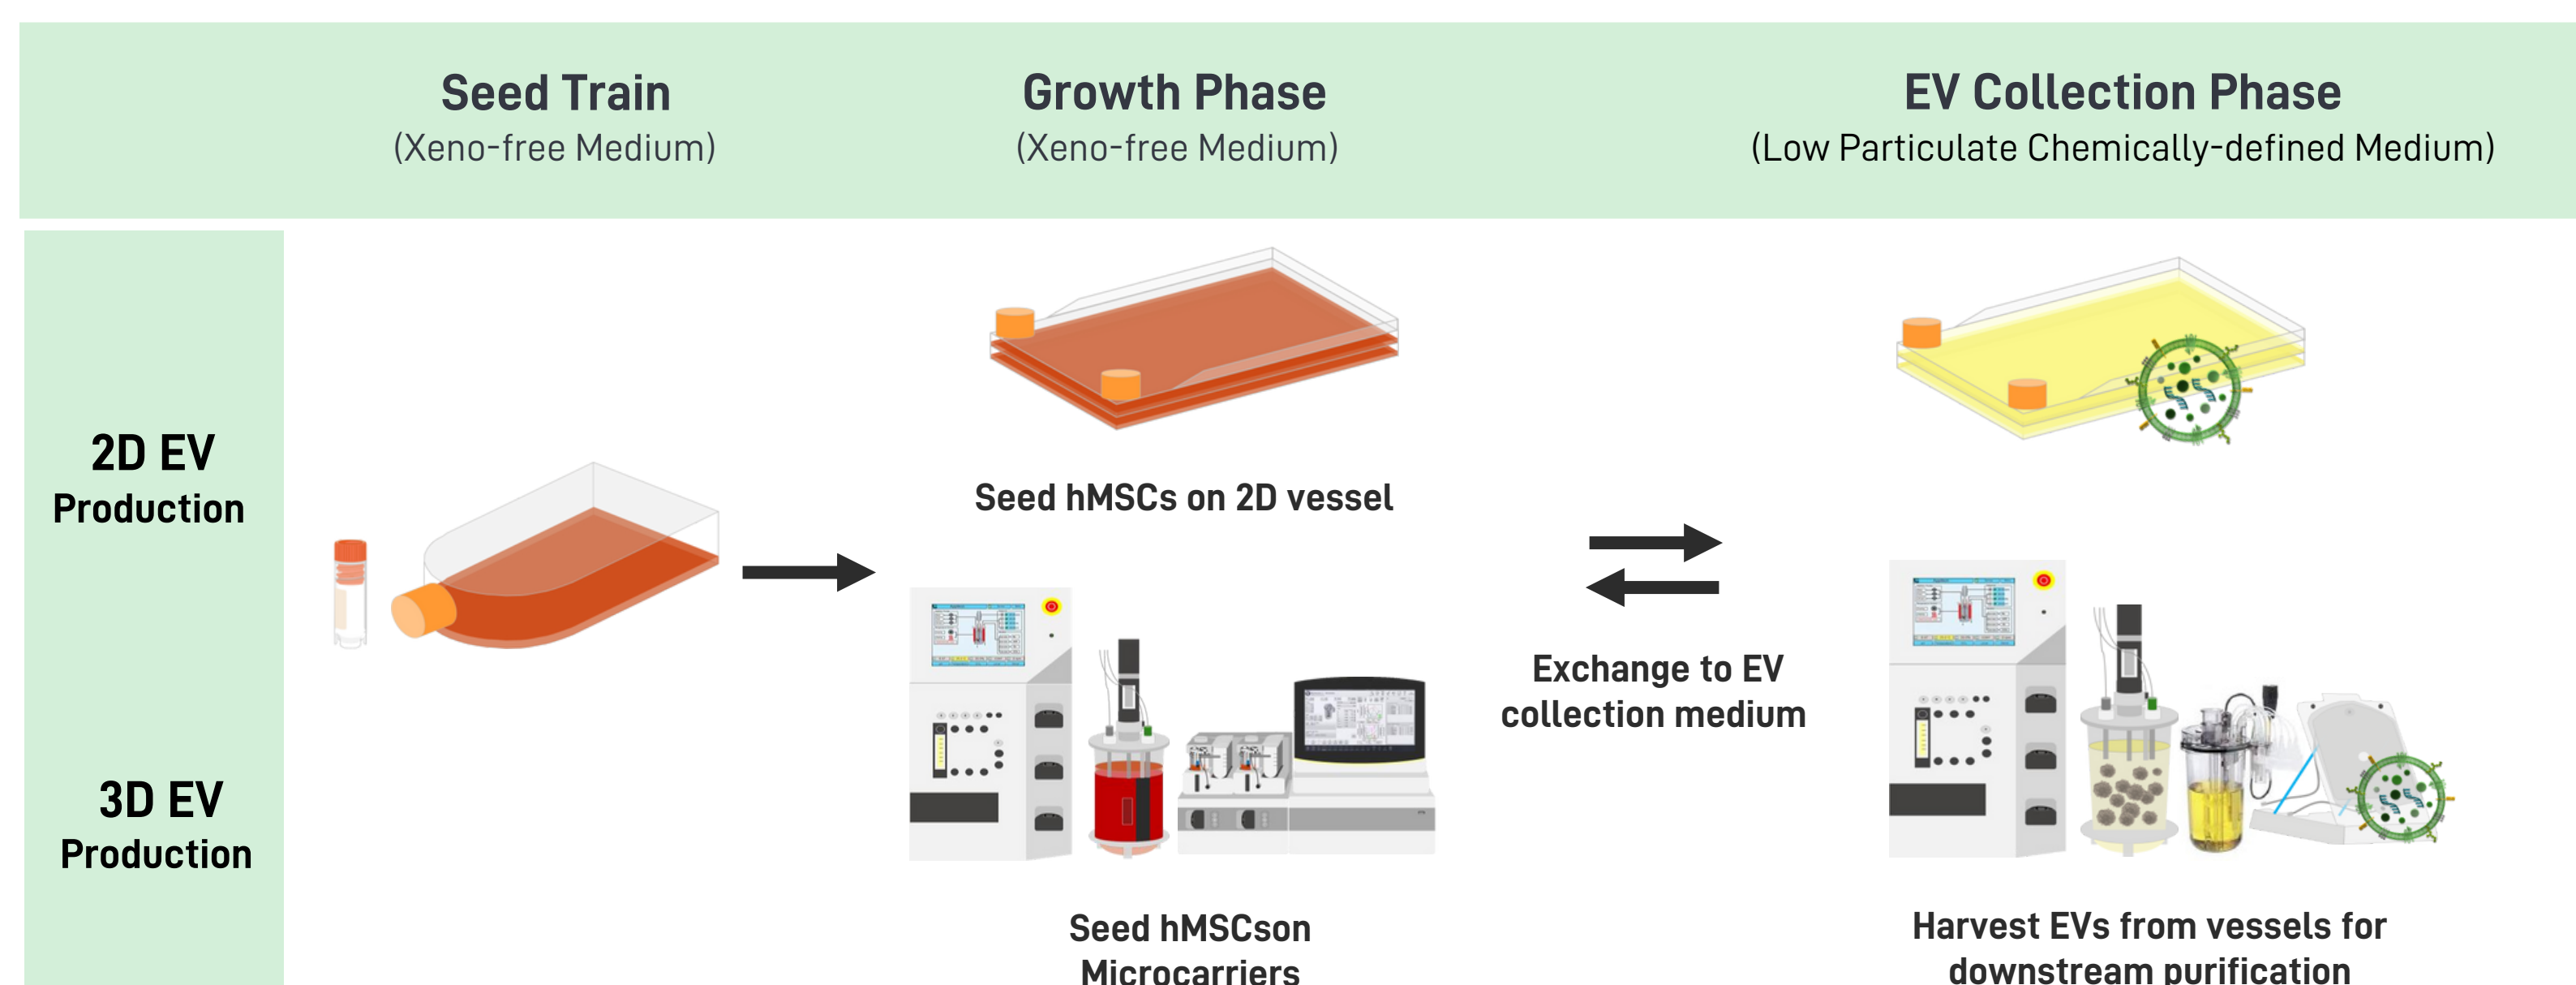 Seed Train
(Xeno-free Medium)
Growth Phase
(Xeno-free Medium)
EV Collection Phase
(Low Particulate Chemically-defined Medium)
2D EV
Production
Seed hMSCs on 2D vessel
Exchange to EV
collection medium
3D EV
Production
Seed hMSCson
Microcarriers
Harvest EVs from vessels for
downstream purification